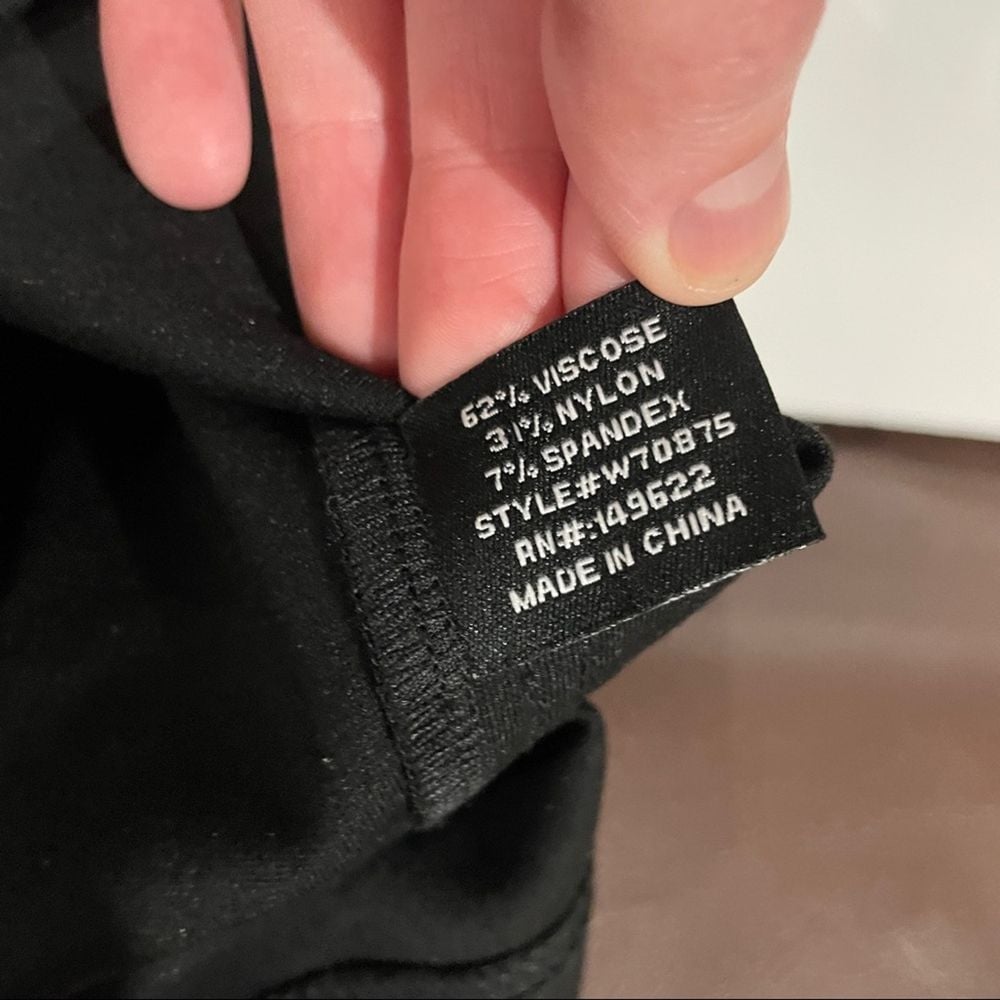 62% VISCOSE
31% NYLON
7% SPANDEX
STYLE#W70875
RN#:149622
MADE IN CHINA